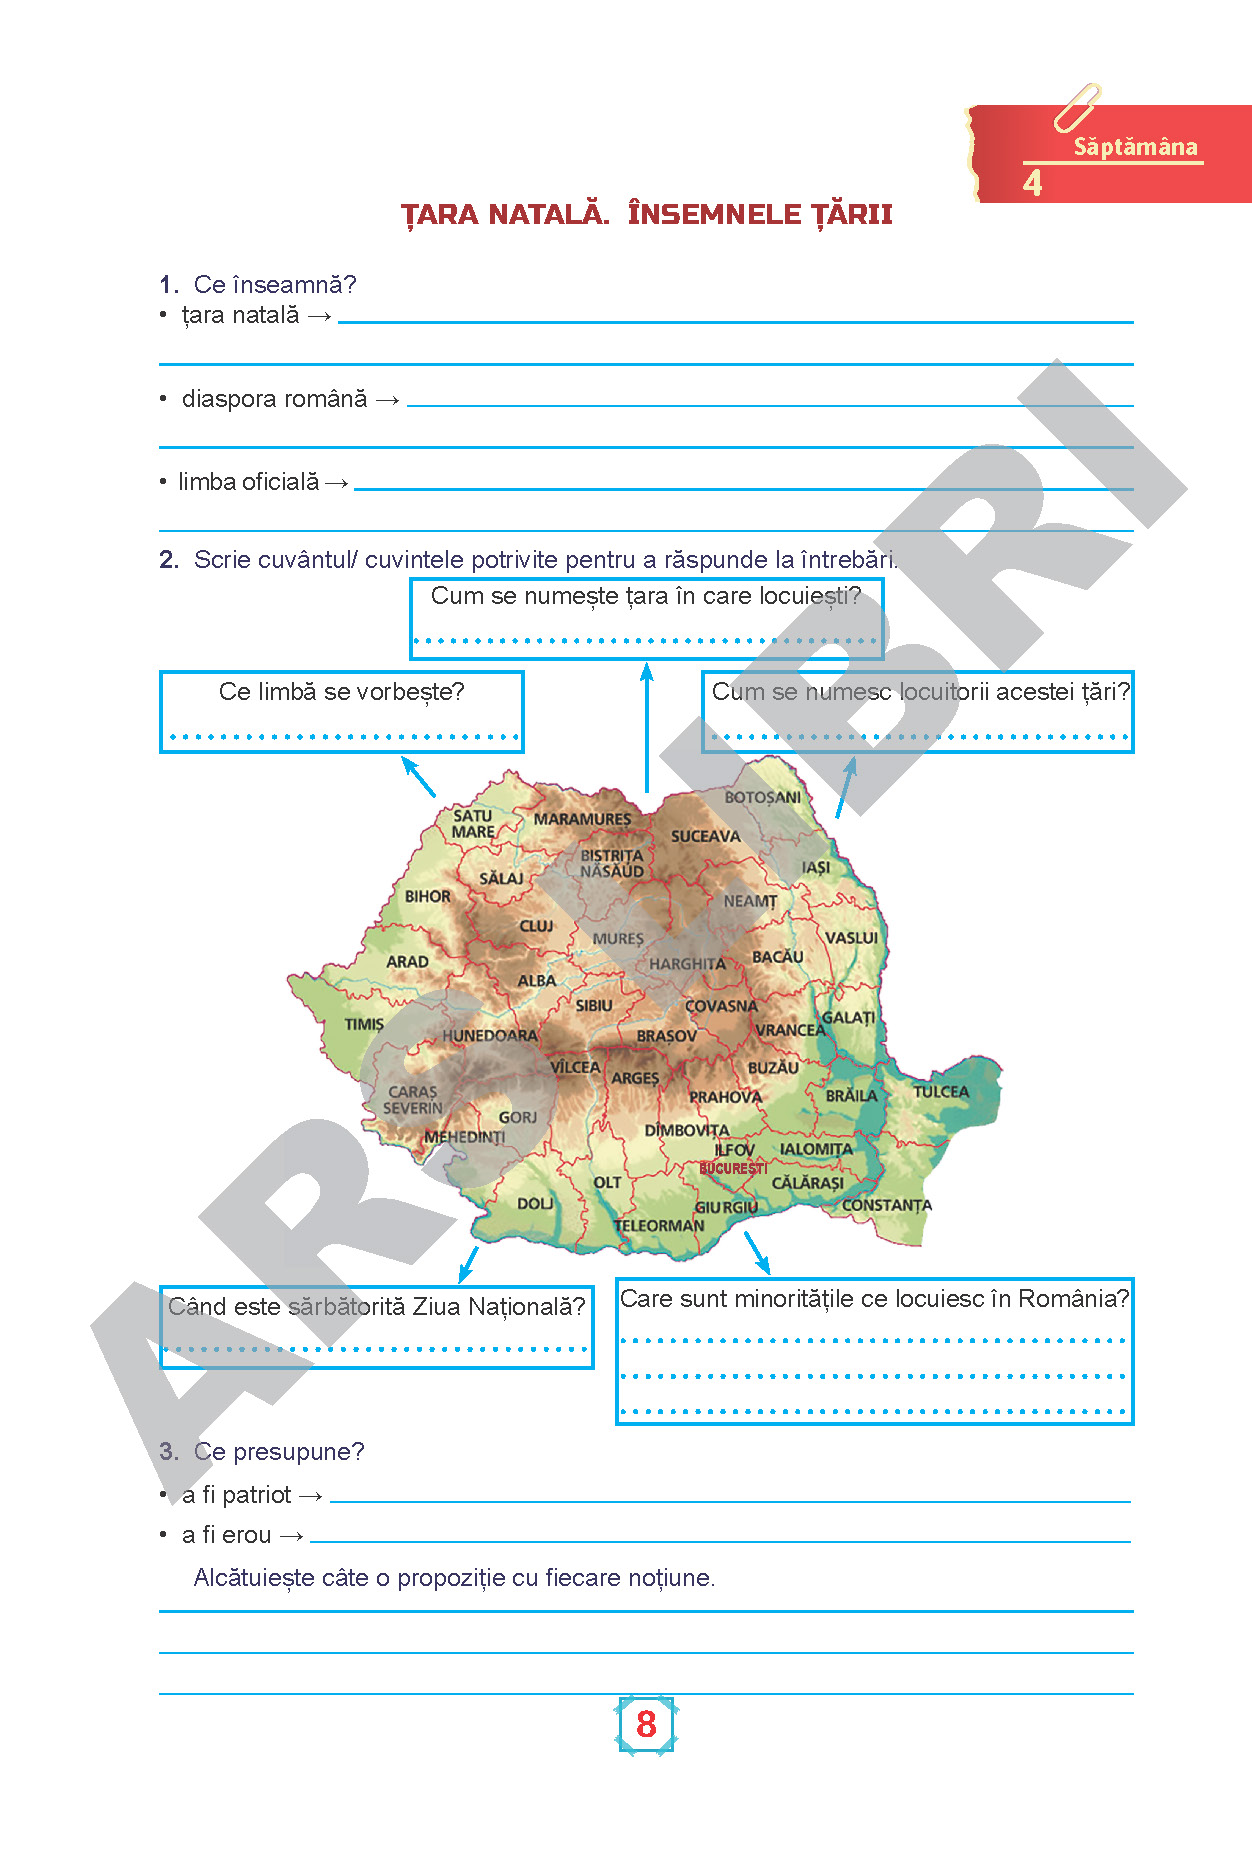 Săptămâna
4
ȚARA NATALĂ. ÎNSEMNELE ȚĂRII
1. Ce înseamnă?
• țara natală →
• diaspora română →
• limba oficială →
2. Scrie cuvântul/ cuvintele potrivite pentru a răspunde la întrebări.
Cum se numește țara în care locuiești?
Ce limbă se vorbește?
Cum se numesc locuitorii acestei țări?
BOTOȘANI
SATU
MARE
MARAMUREȘ
SUCEAVA
BISTRIȚA
NĂSĂUD
IAȘI
SĂLAJ
BIHOR
NEAMȚ
CLUJ
MUREȘ
VASLUI
ARAD
HARGHITA
BACĂU
ALBA
SIBIU
COVASNA
TIMIȘ
GALAȚI
HUNEDOARA
BRAȘOV
VRANCEA
VÎLCEA
ARGEȘ
BUZĂU
CARAȘ
SEVERIN
PRAHOVA
BRĂILA
TULCEA
GORJ
MEHEDINȚI
DÎMBOVIȚA
ILFOV
IALOMIȚA
BUCUREȘTI
OLT
CĂLĂRAȘI
DOLJ
GIURGIU
CONSTANȚA
TELEORMAN
Când este sărbătorită Ziua Națională?
Care sunt minoritățile ce locuiesc în România?
3. Ce presupune?
• a fi patriot →
• a fi erou →
Alcătuiește câte o propoziție cu fiecare noțiune.
8
ARS LIBRI